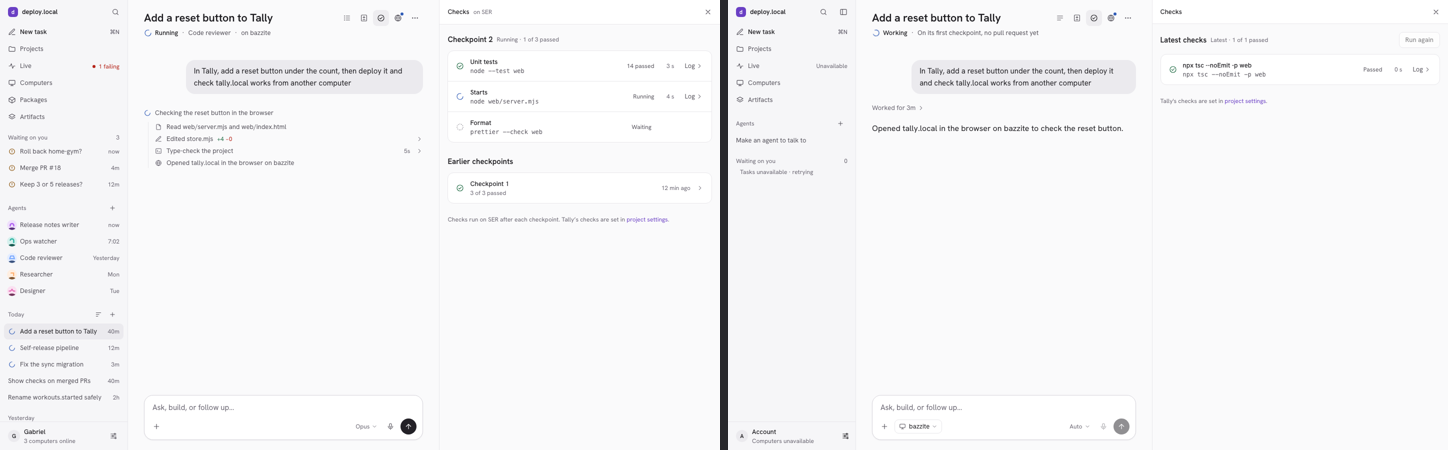 d deploy.local
New task ⌘N
Projects
Live 1 failing
Computers
Packages
Artifacts
Waiting on you 3
Roll back home-gym? now
Merge PR #18 4m
Keep 3 or 5 releases? 12m
Agents
Release notes writer now
Ops watcher 7:02
Code reviewer Yesterday
Researcher Mon
Designer Tue
Today
Add a reset button to Tally 40m
Self-release pipeline 12m
Fix the sync migration 3m
Show checks on merged PRs 40m
Rename workouts.started safely 2h
Yesterday
G Gabriel
3 computers online
Add a reset button to Tally
Running · Code reviewer · on bazzite
In Tally, add a reset button under the count, then deploy it and
check tally.local works from another computer
Checking the reset button in the browser
Read web/server.mjs and web/index.html
Edited store.mjs +4 -0
Type-check the project 5s
Opened tally.local in the browser on bazzite
Ask, build, or follow up…
Opus
Checks on SER
Checkpoint 2 Running · 1 of 3 passed
Unit tests 14 passed 3 s Log
node --test web
Starts Running 4 s Log
node web/server.mjs
Format Waiting
prettier --check web
Earlier checkpoints
Checkpoint 1 12 min ago
3 of 3 passed
Checks run on SER after each checkpoint. Tally's checks are set in project settings.
d deploy.local
New task ⌘N
Projects
Live Unavailable
Computers
Artifacts
Agents
Make an agent to talk to
Waiting on you 0
Tasks unavailable · retrying
A Account
Computers unavailable
Add a reset button to Tally
Working · On its first checkpoint, no pull request yet
In Tally, add a reset button under the count, then deploy it
and check tally.local works from another computer
Worked for 3m
Opened tally.local in the browser on bazzite to check the reset button.
Ask, build, or follow up…
bazzite
Auto
Checks
Latest checks Latest · 1 of 1 passed Run again
npx tsc --noEmit -p web Passed 0 s Log
npx tsc --noEmit -p web
Tally's checks are set in project settings.